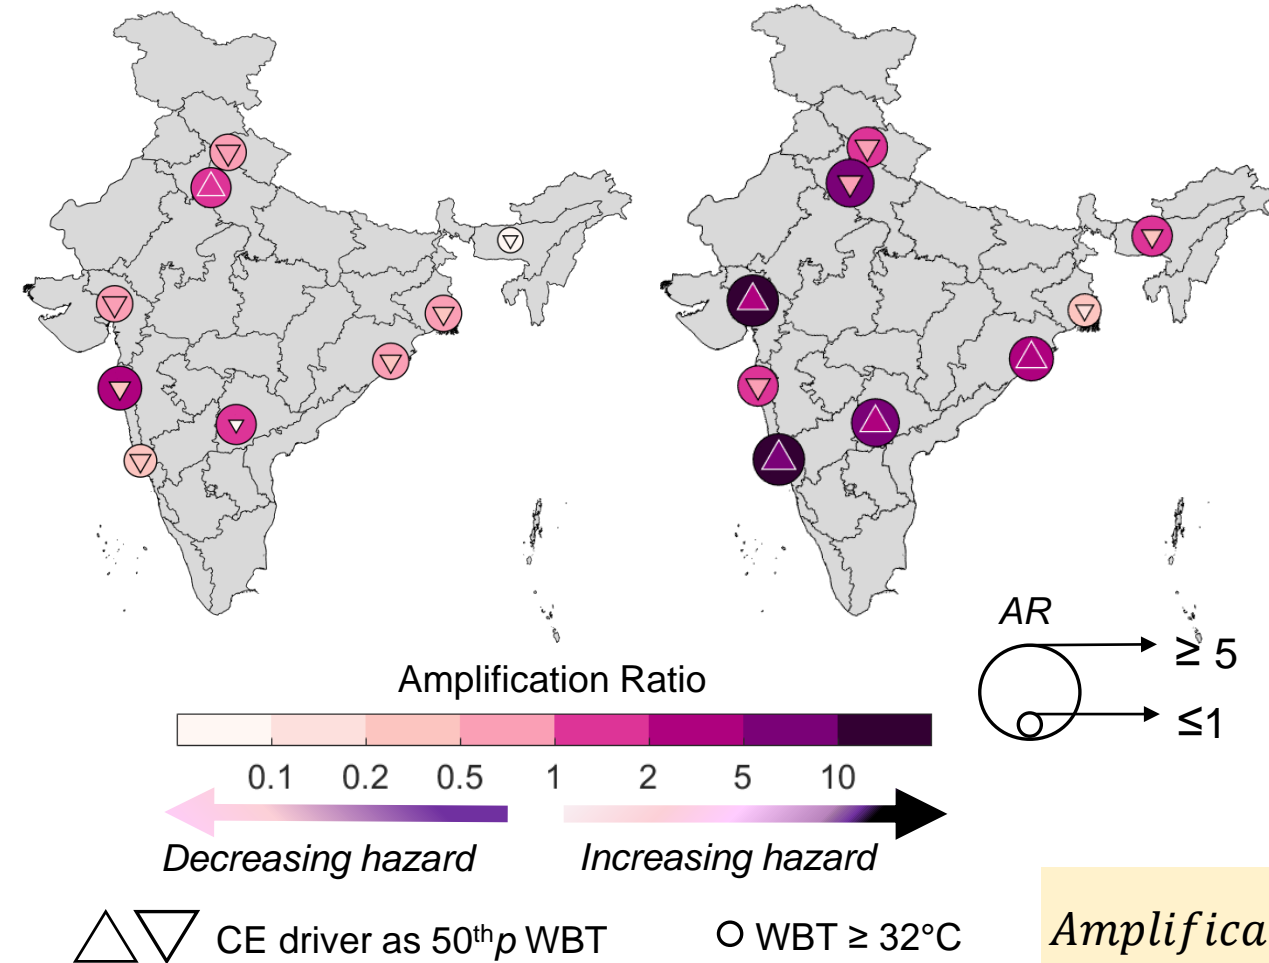 AR
≥ 5
≤1
Amplification Ratio
0.1 0.2 0.5 1 2 5 10
Decreasing hazard
Increasing hazard
CE driver as 50thp WBT
WBT ≥ 32°C
Amplifica